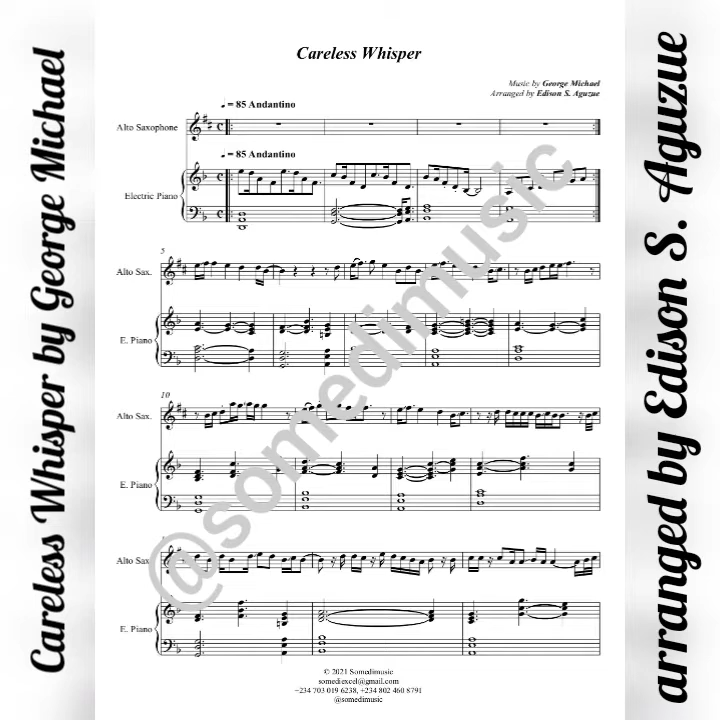 Careless Whisper by George Michael
Careless Whisper
Music by George Michael
Arranged by Edison S. Aguzue
= 85 Andantino
Alto Saxophone
= 85 Andantino
Electric Piano
5
Alto Sax.
E. Piano
10
Alto Sax.
E. Piano
Alto Sax.
E. Piano
@somedimusic
© 2021 Somedimusic
somediexcel@gmail.com
+234 703 019 6238, +234 802 460 8791
@somedimusic
arranged by Edison S. Aguzue